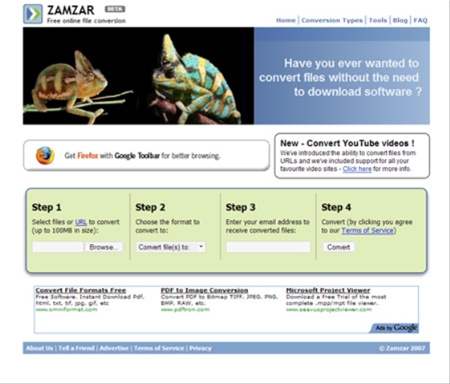 ZAMZAR BETA
Free online file conversion
Home | Conversion Types | Tools | Blog | FAQ
Have you ever wanted to
convert files without the need
to download software ?
Get Firefox with Google Toolbar for better browsing.
New - Convert YouTube videos !
We've introduced the ability to convert files from
URLs and we've included support for all your
favourite video sites - Click here for more info.
Step 1
Select files or URL to convert
(up to 100MB in size):
Browse...
Step 2
Choose the format to
convert to:
Convert file(s) to:
Step 3
Enter your email address to
receive converted files:
Step 4
Convert (by clicking you agree
to our Terms of Service)
Convert
Convert File Formats Free
Free Software. Instant Download Pdf,
html, txt, tif, jpg, gif, etc
www.omniformat.com
PDF to Image Conversion
Convert PDF to Bitmap TIFF, JPEG, PNG,
BMP, RAW, etc.
www.pdftron.com
Microsoft Project Viewer
Download a Free Trial of the most
complete .mpp/mpt file viewer.
www.seavusprojectviewer.com
Ads by Google
About Us | Tell a Friend | Advertise | Terms of Service | Privacy
© Zamzar 2007